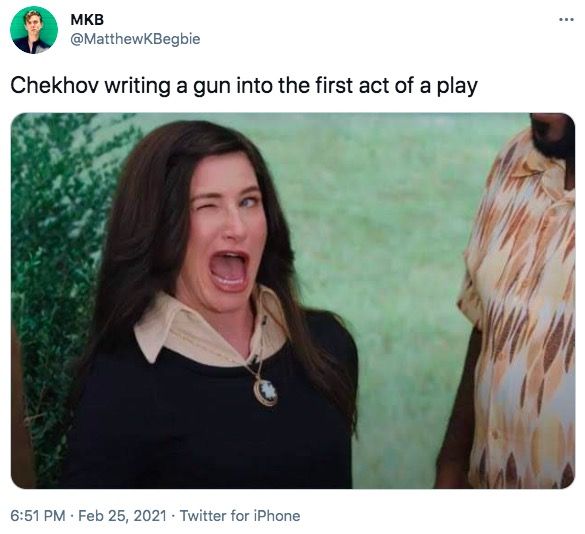 MKB
@MatthewKBegbie
Chekhov writing a gun into the first act of a play
6:51 PM · Feb 25, 2021 · Twitter for iPhone